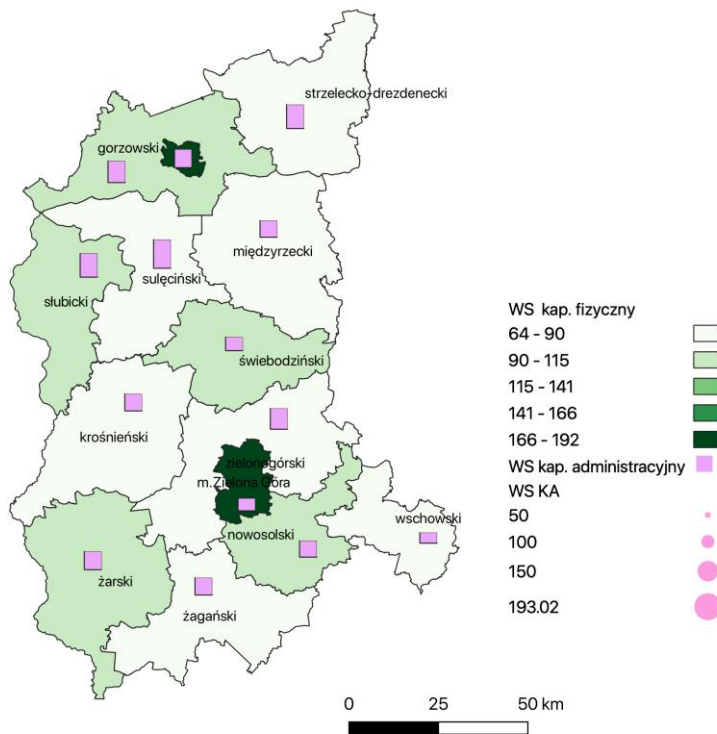 strzelecko-drezdenecki
gorzowski
międzyrzecki
sulęciński
słubicki
świebodziński
krośnieński
zielonogórski
m.Zielona Góra
wschowski
nowosolski
żarski
żagański
WS kap. fizyczny
64 - 90
90 - 115
115 - 141
141 - 166
166 - 192
WS kap. administracyjny
WS KA
50
100
150
193.02
0 25 50 km